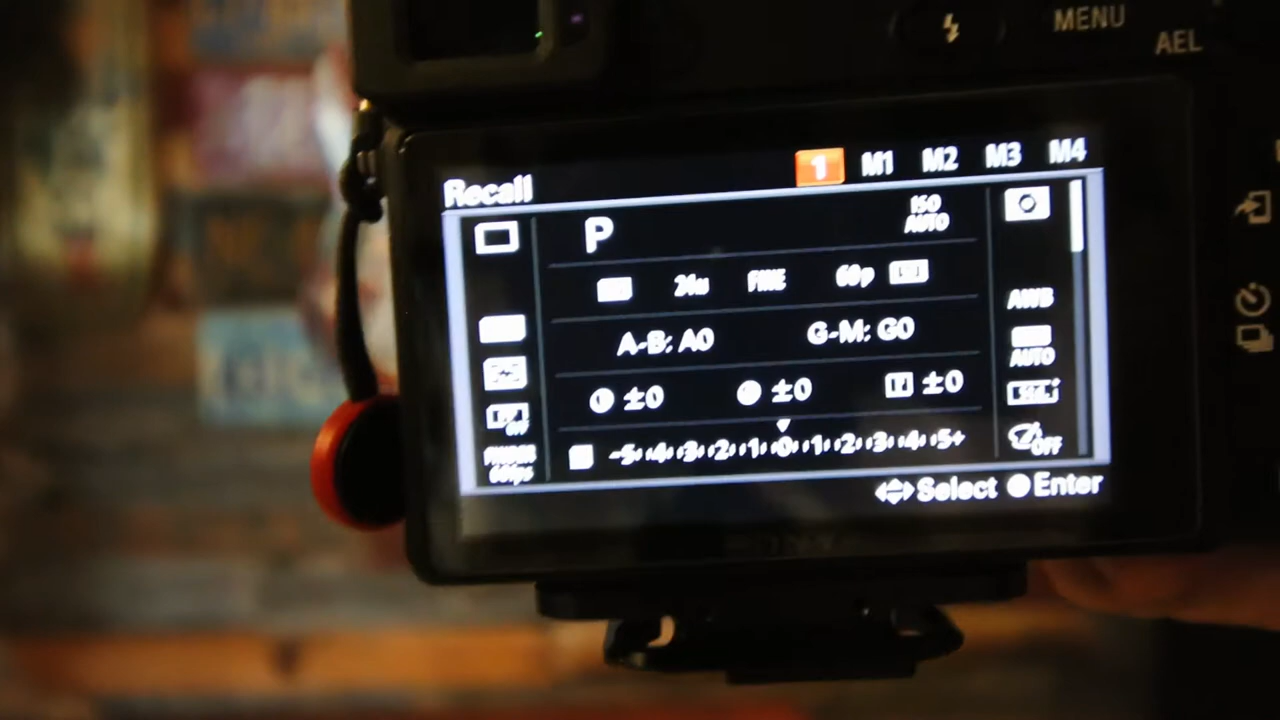 MENU
AEL
1 M1 M2 M3 M4
Recall
P ISO AUTO
FINE 60p
AWB
A-B: A0 G-M: G0
AUTO
±0 ±0 ±0
OFF
-5·4·3·2·1·0·1·2·3·4·5+
OFF
Select Enter